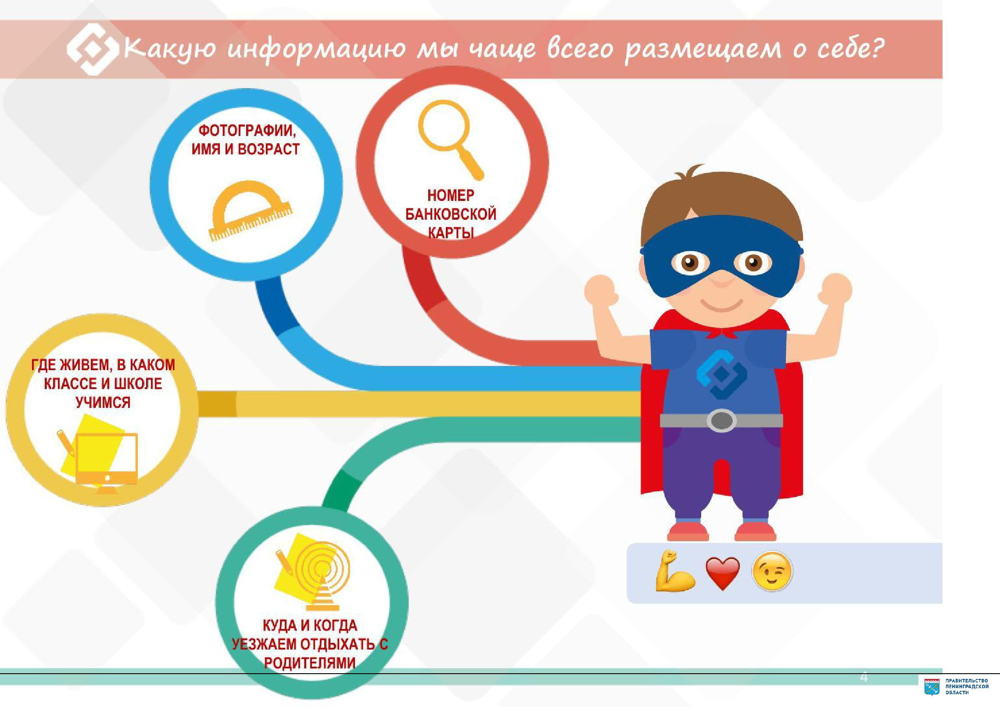 Какую информацию мы чаще всего размещаем о себе?
ФОТОГРАФИИ,
ИМЯ И ВОЗРАСТ
НОМЕР
БАНКОВСКОЙ
КАРТЫ
ГДЕ ЖИВЕМ, В КАКОМ
КЛАССЕ И ШКОЛЕ
УЧИМСЯ
КУДА И КОГДА
УЕЗЖАЕМ ОТДЫХАТЬ С
РОДИТЕЛЯМИ
4
ПРАВИТЕЛЬСТВО
ЛЕНИНГРАДСКОЙ
ОБЛАСТИ